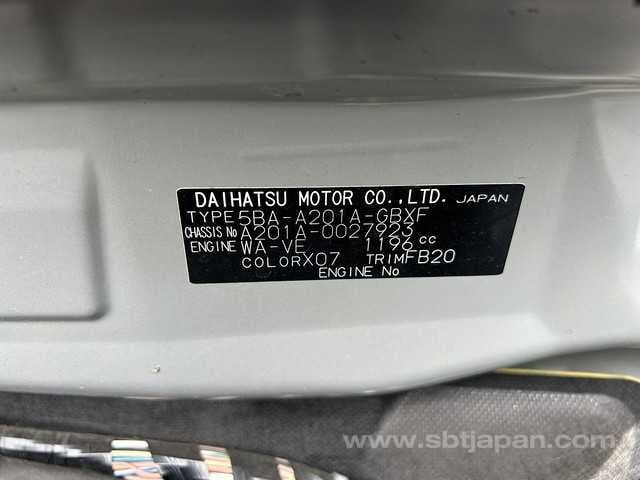 DAIHATSU MOTOR CO.,LTD. JAPAN
TYPE 5BA-A201A-GBXF
CHASSIS No A201A-0027923
ENGINE WA-VE 1196 cc
COLOR X07 TRIM FB20
ENGINE No
www.sbtjapan.com